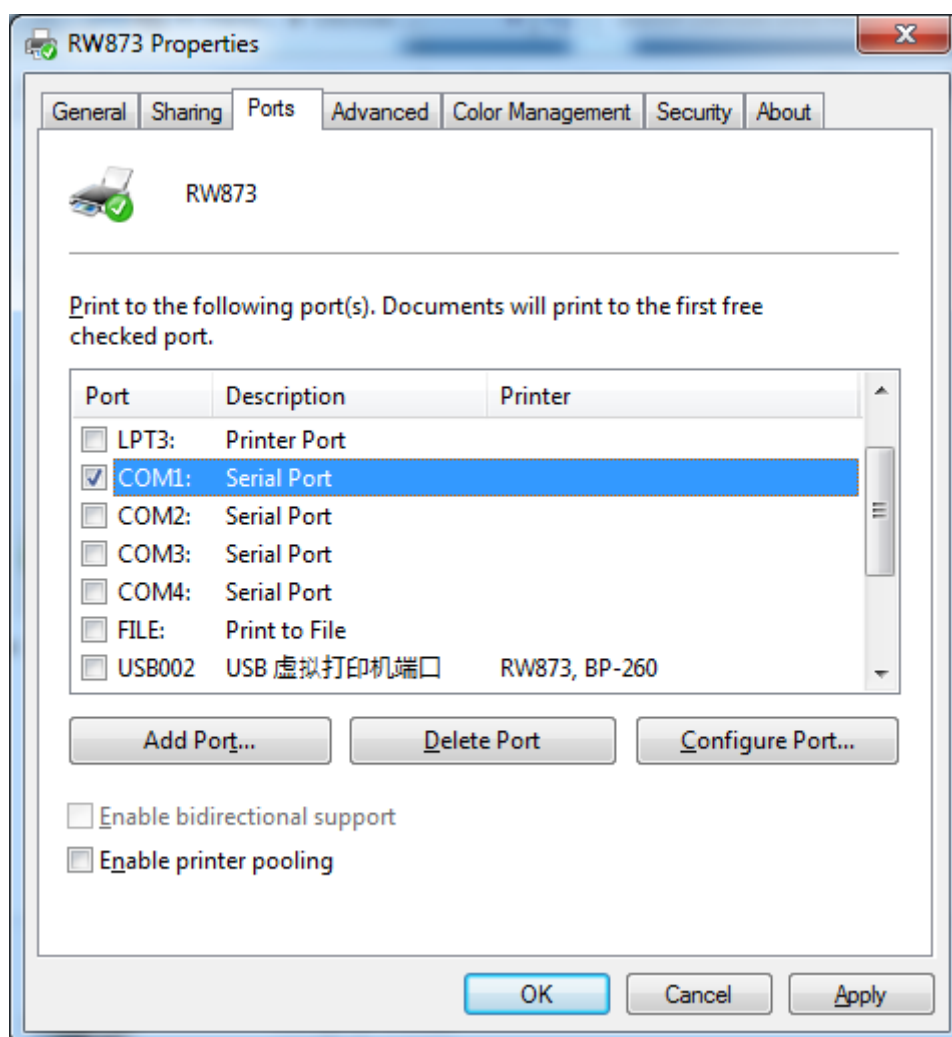 RW873 Properties
General Sharing Ports Advanced Color Management Security About
RW873
Print to the following port(s). Documents will print to the first free
checked port.
Port Description Printer
LPT3: Printer Port
COM1: Serial Port
COM2: Serial Port
COM3: Serial Port
COM4: Serial Port
FILE: Print to File
USB002 USB 虚拟打印机端口 RW873, BP-260
Add Port... Delete Port Configure Port...
Enable bidirectional support
Enable printer pooling
OK Cancel Apply